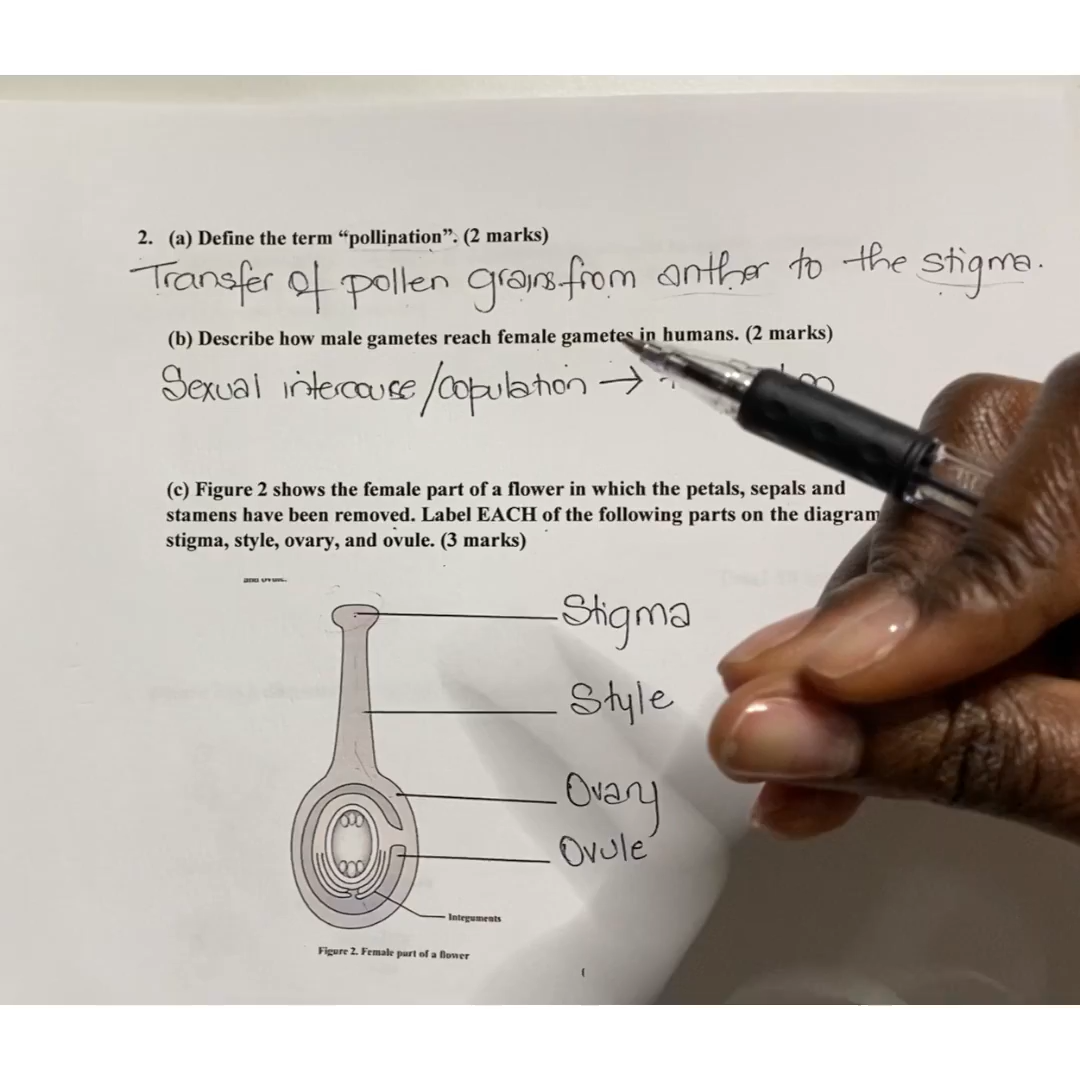 2. (a) Define the term “pollination”. (2 marks)
Transfer of pollen grains from anther to the stigma.
(b) Describe how male gametes reach female gametes in humans. (2 marks)
Sexual intercouse/copulation →
(c) Figure 2 shows the female part of a flower in which the petals, sepals and
stamens have been removed. Label EACH of the following parts on the diagram
stigma, style, ovary, and ovule. (3 marks)
Stigma
Style
Ovary
Ovule
Integuments
Figure 2. Female part of a flower